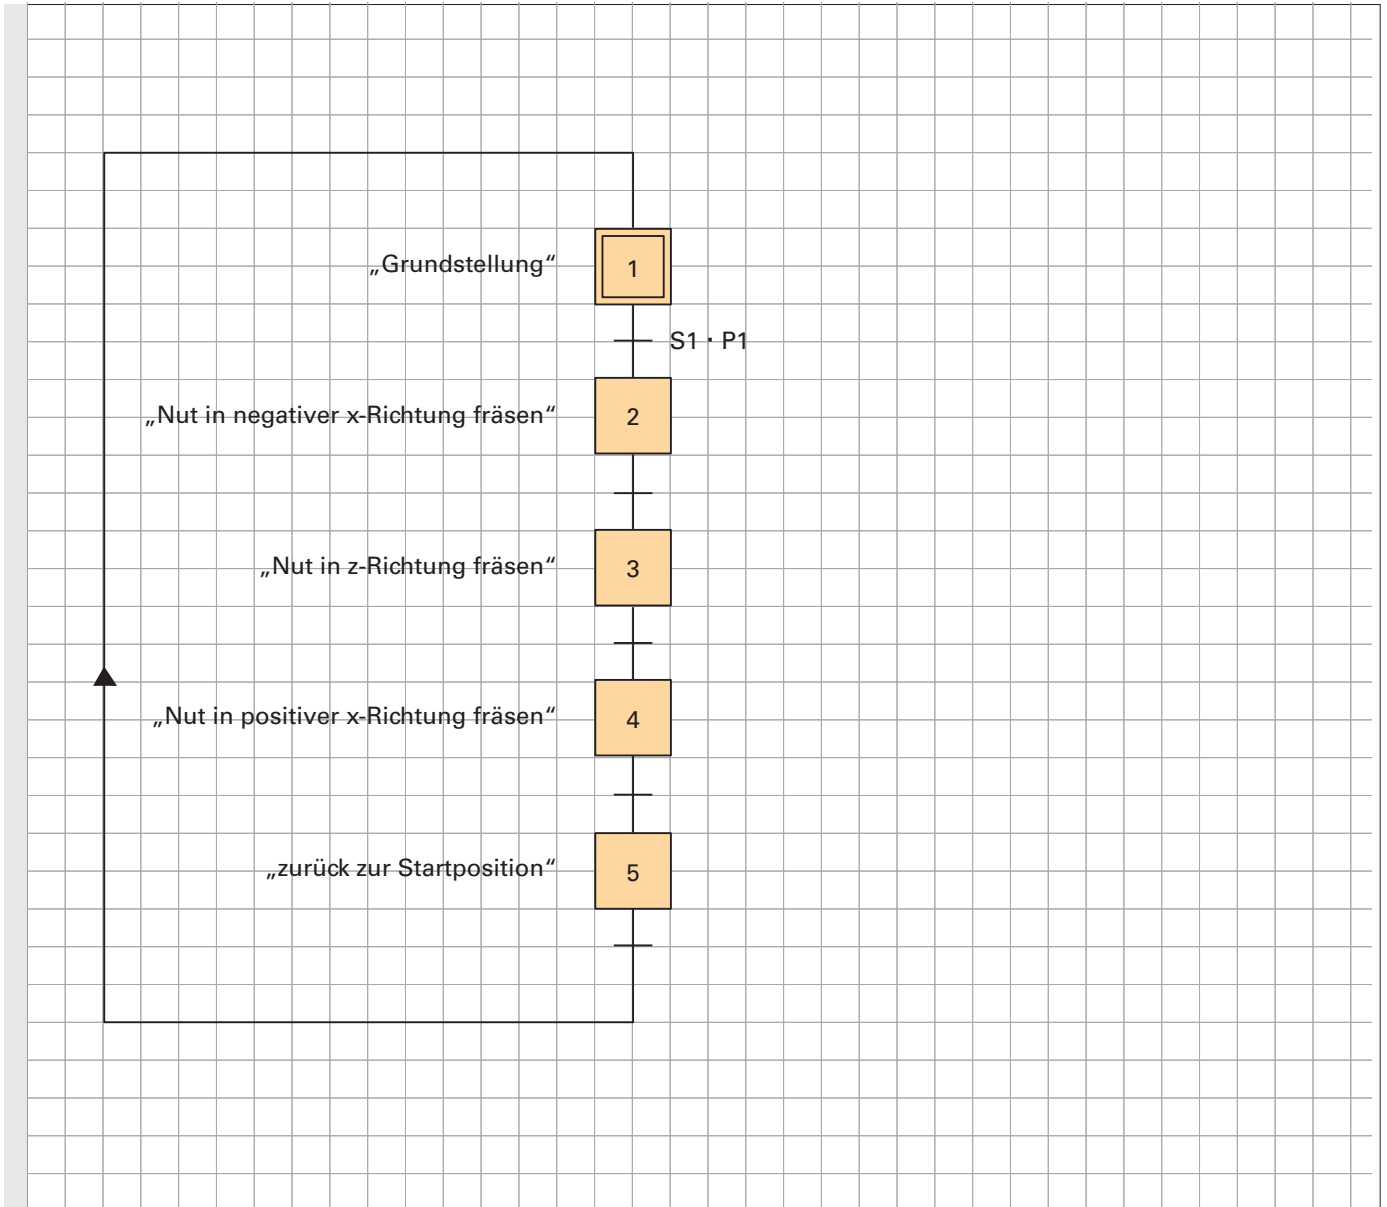 „Grundstellung“ 1
S1 · P1
„Nut in negativer x-Richtung fräsen“ 2
„Nut in z-Richtung fräsen“ 3
„Nut in positiver x-Richtung fräsen“ 4
„zurück zur Startposition“ 5